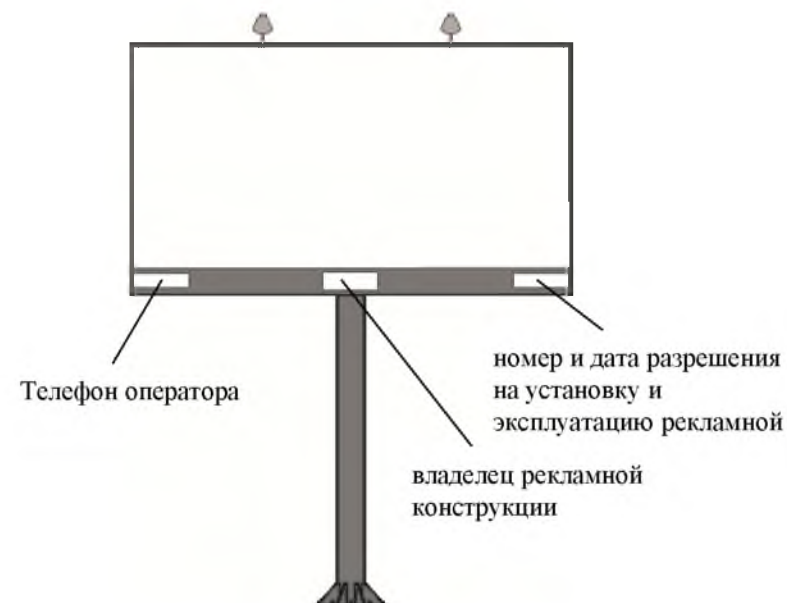 Телефон оператора
номер и дата разрешения
на установку и
эксплуатацию рекламной
владелец рекламной
конструкции